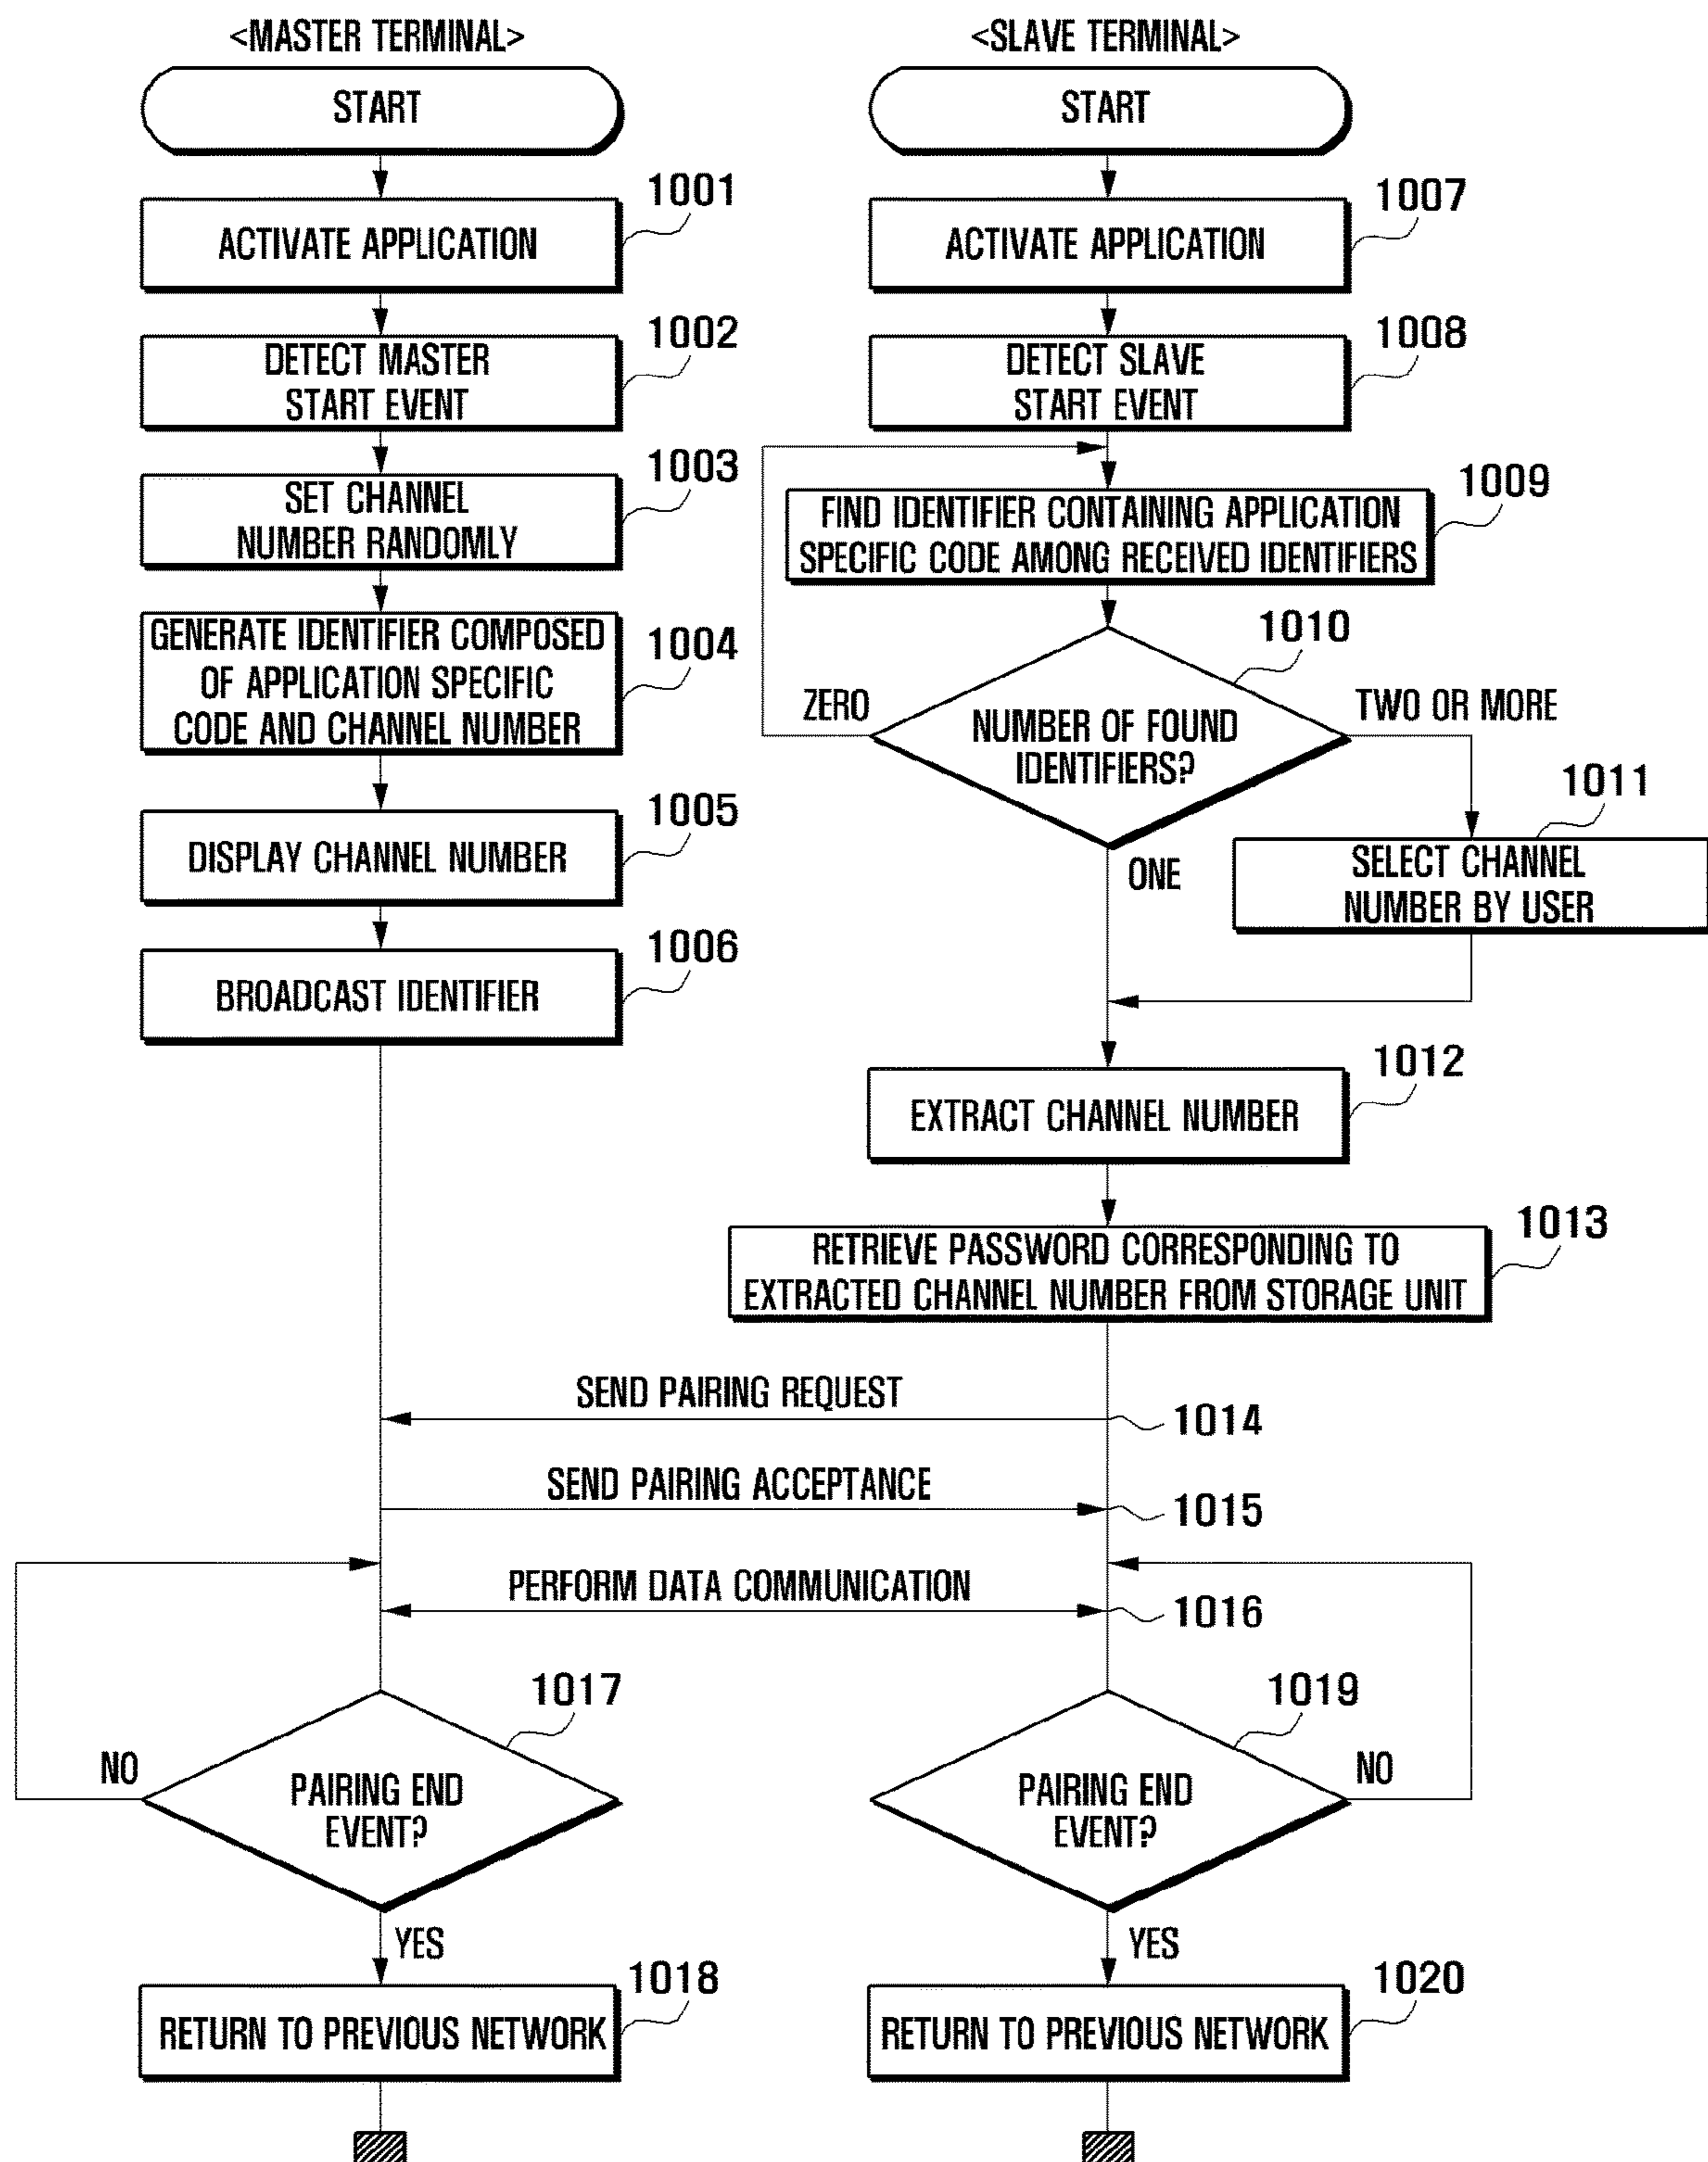 <MASTER TERMINAL>
START
1001
ACTIVATE APPLICATION
1002
DETECT MASTER
START EVENT
1003
SET CHANNEL
NUMBER RANDOMLY
1004
GENERATE IDENTIFIER COMPOSED
OF APPLICATION SPECIFIC
CODE AND CHANNEL NUMBER
1005
DISPLAY CHANNEL NUMBER
1006
BROADCAST IDENTIFIER
<SLAVE TERMINAL>
START
1007
ACTIVATE APPLICATION
1008
DETECT SLAVE
START EVENT
1009
FIND IDENTIFIER CONTAINING APPLICATION
SPECIFIC CODE AMONG RECEIVED IDENTIFIERS
1010
ZERO
NUMBER OF FOUND
IDENTIFIERS?
TWO OR MORE
1011
SELECT CHANNEL
NUMBER BY USER
ONE
1012
EXTRACT CHANNEL NUMBER
1013
RETRIEVE PASSWORD CORRESPONDING TO
EXTRACTED CHANNEL NUMBER FROM STORAGE UNIT
SEND PAIRING REQUEST
1014
SEND PAIRING ACCEPTANCE
1015
PERFORM DATA COMMUNICATION
1016
1017
NO
PAIRING END
EVENT?
YES
1018
RETURN TO PREVIOUS NETWORK
1019
NO
PAIRING END
EVENT?
YES
1020
RETURN TO PREVIOUS NETWORK